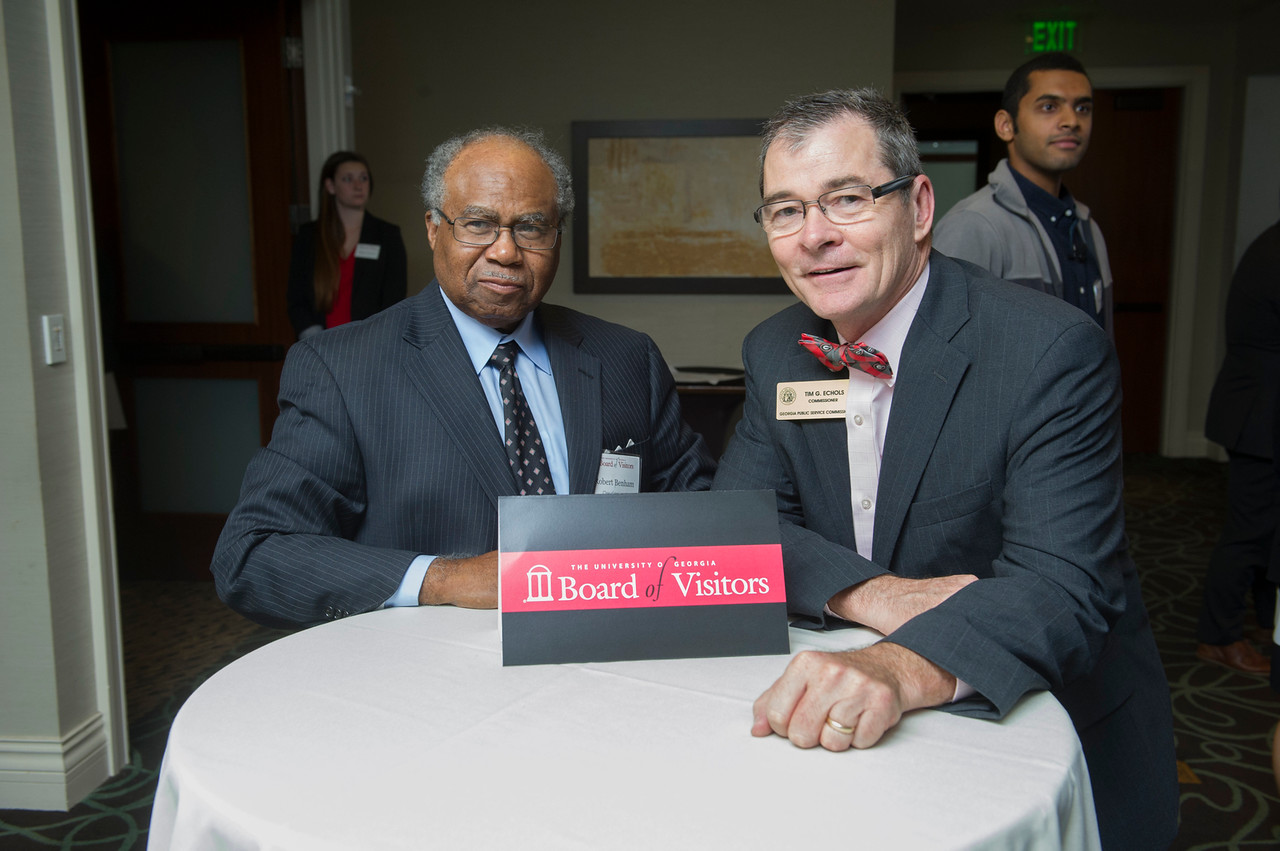 EXIT
TIM G. ECHOLS
COMMISSIONER
GEORGIA PUBLIC SERVICE
Board of Visitors
Robert Benham
THE UNIVERSITY OF GEORGIA
Board of Visitors